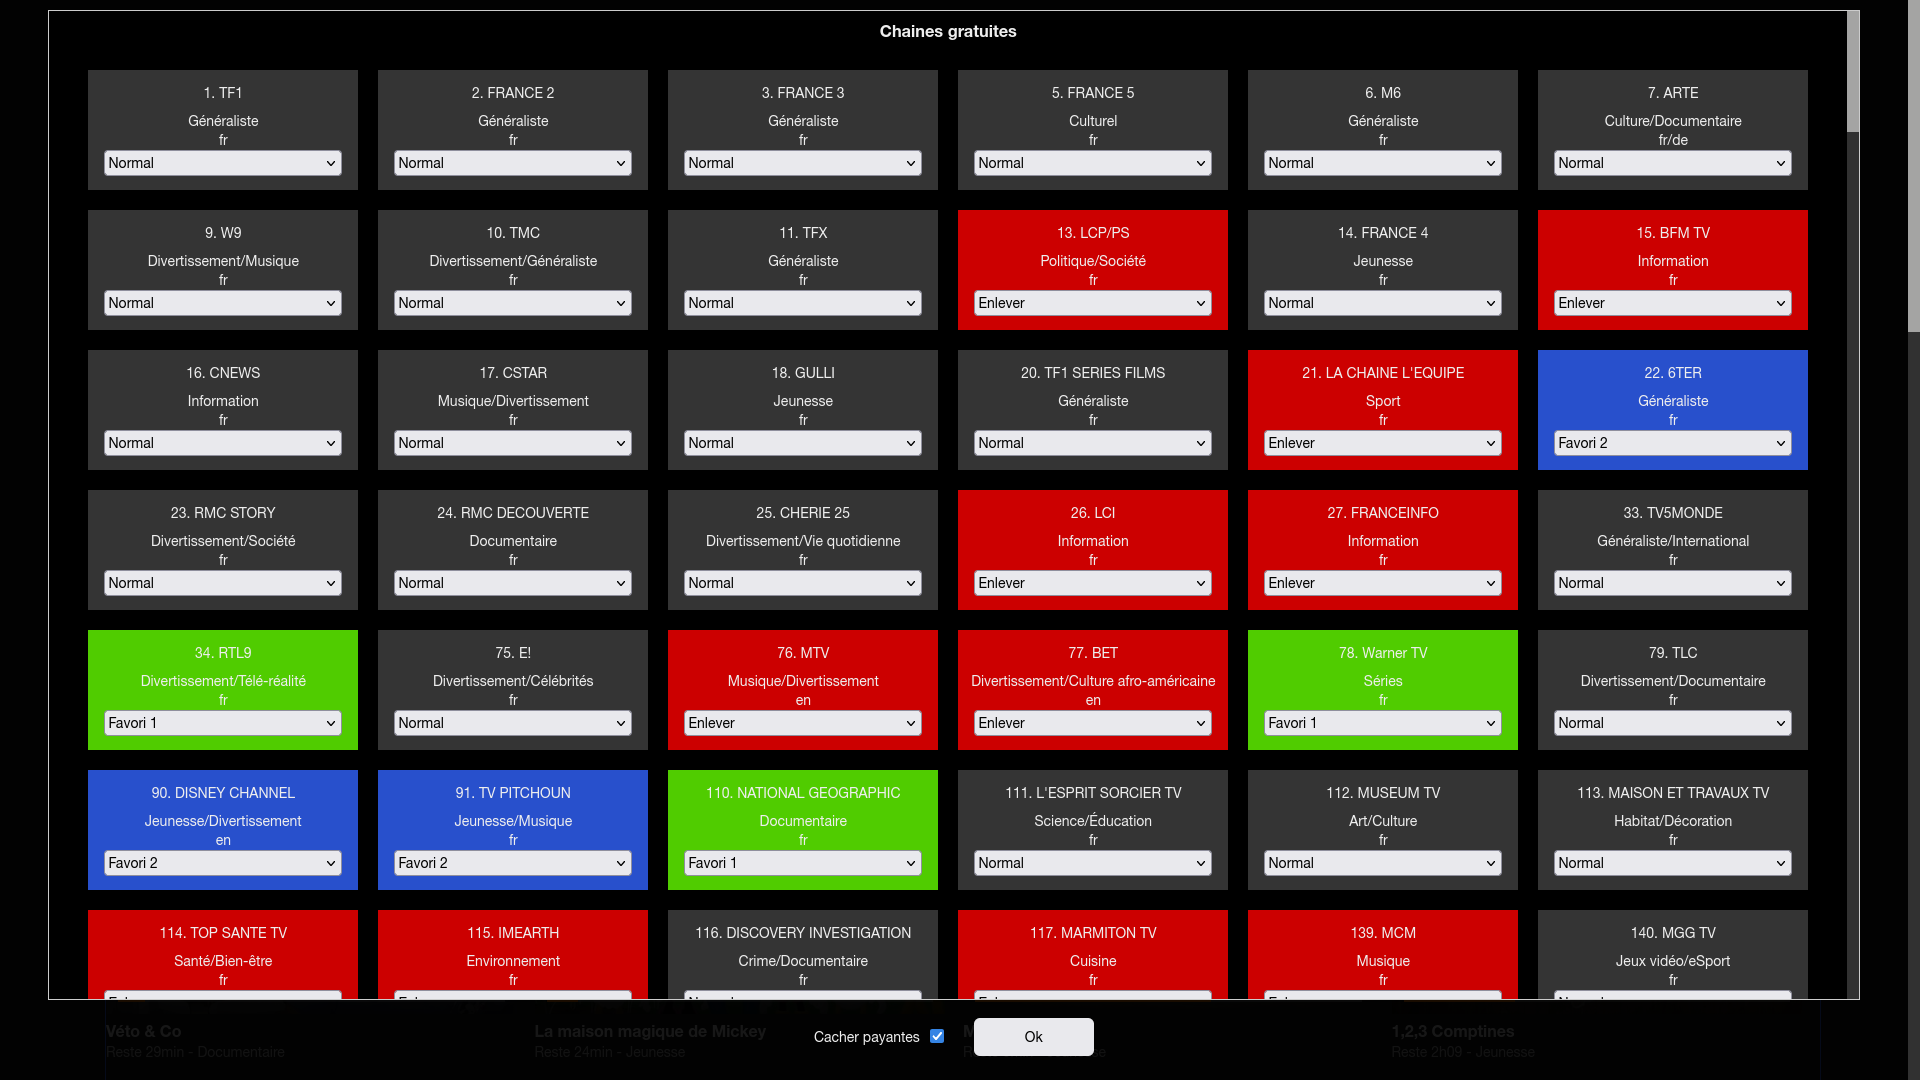 Chaines gratuites
1. TF1
Généraliste
fr
Normal
2. FRANCE 2
Généraliste
fr
Normal
3. FRANCE 3
Généraliste
fr
Normal
5. FRANCE 5
Culturel
fr
Normal
6. M6
Généraliste
fr
Normal
7. ARTE
Culture/Documentaire
fr/de
Normal
9. W9
Divertissement/Musique
fr
Normal
10. TMC
Divertissement/Généraliste
fr
Normal
11. TFX
Généraliste
fr
Normal
13. LCP/PS
Politique/Société
fr
Enlever
14. FRANCE 4
Jeunesse
fr
Normal
15. BFM TV
Information
fr
Enlever
16. CNEWS
Information
fr
Normal
17. CSTAR
Musique/Divertissement
fr
Normal
18. GULLI
Jeunesse
fr
Normal
20. TF1 SERIES FILMS
Généraliste
fr
Normal
21. LA CHAINE L'EQUIPE
Sport
fr
Enlever
22. 6TER
Généraliste
fr
Favori 2
23. RMC STORY
Divertissement/Société
fr
Normal
24. RMC DECOUVERTE
Documentaire
fr
Normal
25. CHERIE 25
Divertissement/Vie quotidienne
fr
Normal
26. LCI
Information
fr
Enlever
27. FRANCEINFO
Information
fr
Enlever
33. TV5MONDE
Généraliste/International
fr
Normal
34. RTL9
Divertissement/Télé-réalité
fr
Favori 1
75. E!
Divertissement/Célébrités
fr
Normal
76. MTV
Musique/Divertissement
en
Enlever
77. BET
Divertissement/Culture afro-américaine
en
Enlever
78. Warner TV
Séries
fr
Favori 1
79. TLC
Divertissement/Documentaire
fr
Normal
90. DISNEY CHANNEL
Jeunesse/Divertissement
en
Favori 2
91. TV PITCHOUN
Jeunesse/Musique
fr
Favori 2
110. NATIONAL GEOGRAPHIC
Documentaire
fr
Favori 1
111. L'ESPRIT SORCIER TV
Science/Éducation
fr
Normal
112. MUSEUM TV
Art/Culture
fr
Normal
113. MAISON ET TRAVAUX TV
Habitat/Décoration
fr
Normal
114. TOP SANTE TV
Santé/Bien-être
fr
115. IMEARTH
Environnement
fr
116. DISCOVERY INVESTIGATION
Crime/Documentaire
fr
117. MARMITON TV
Cuisine
fr
139. MCM
Musique
fr
140. MGG TV
Jeux vidéo/eSport
fr
Véto & Co
Reste 29min - Documentaire
La maison magique de Mickey
Reste 24min - Jeunesse
Cacher payantes
Ok
1,2,3 Comptines
Reste 2h09 - Jeunesse